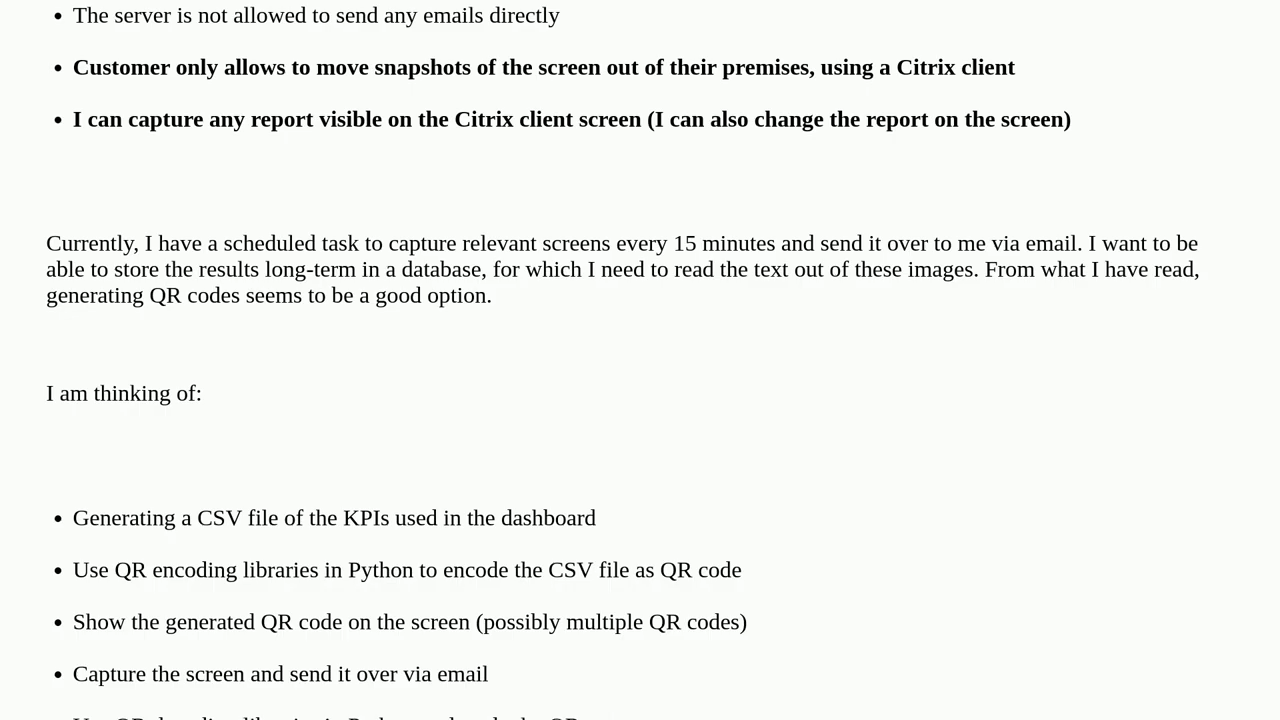 • The server is not allowed to send any emails directly
• Customer only allows to move snapshots of the screen out of their premises, using a Citrix client
• I can capture any report visible on the Citrix client screen (I can also change the report on the screen)
Currently, I have a scheduled task to capture relevant screens every 15 minutes and send it over to me via email. I want to be
able to store the results long-term in a database, for which I need to read the text out of these images. From what I have read,
generating QR codes seems to be a good option.
I am thinking of:
• Generating a CSV file of the KPIs used in the dashboard
• Use QR encoding libraries in Python to encode the CSV file as QR code
• Show the generated QR code on the screen (possibly multiple QR codes)
• Capture the screen and send it over via email